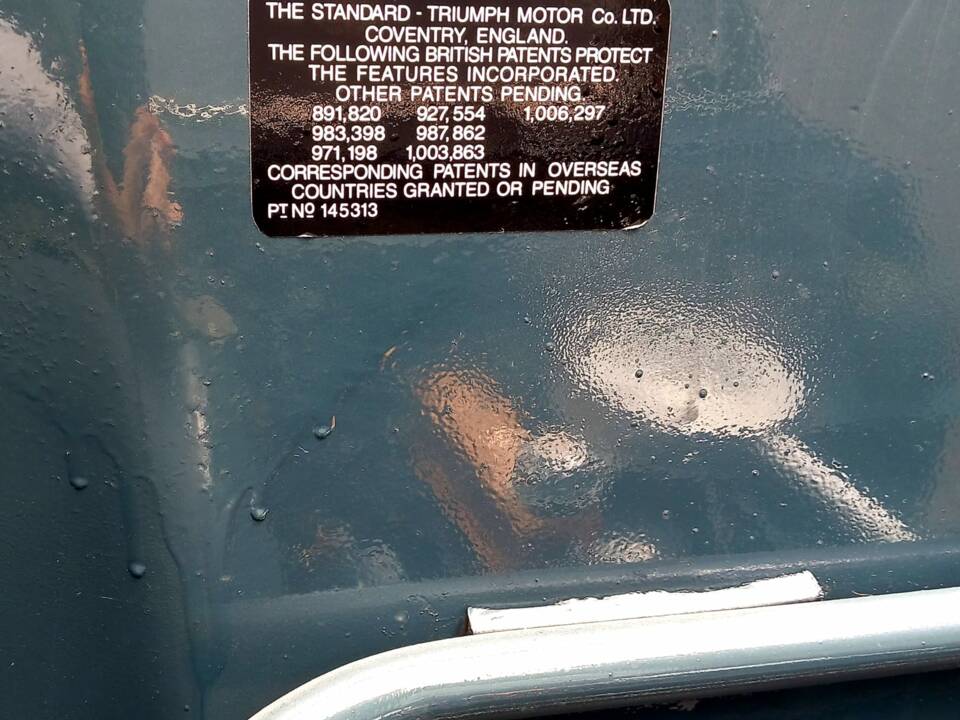 THE STANDARD - TRIUMPH MOTOR Co. LTD.
COVENTRY, ENGLAND.
THE FOLLOWING BRITISH PATENTS PROTECT
THE FEATURES INCORPORATED.
OTHER PATENTS PENDING.
891,820 927,554 1,006,297
983,398 987,862
971,198 1,003,863
CORRESPONDING PATENTS IN OVERSEAS
COUNTRIES GRANTED OR PENDING
PT Nº 145313